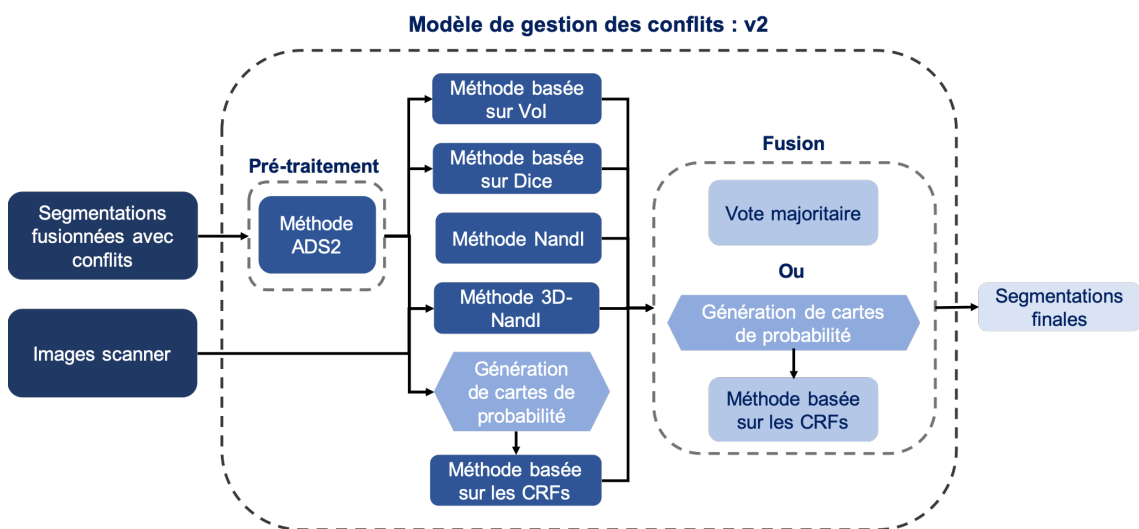 Modèle de gestion des conflits : v2
Pré-traitement
Segmentations
fusionnées avec
conflits
Images scanner
Méthode
ADS2
Méthode basée
sur VoI
Méthode basée
sur Dice
Méthode NandI
Méthode 3D-
NandI
Génération
de cartes de
probabilité
Méthode basée
sur les CRFs
Fusion
Vote majoritaire
Ou
Génération de cartes
de probabilité
Méthode basée
sur les CRFs
Segmentations
finales